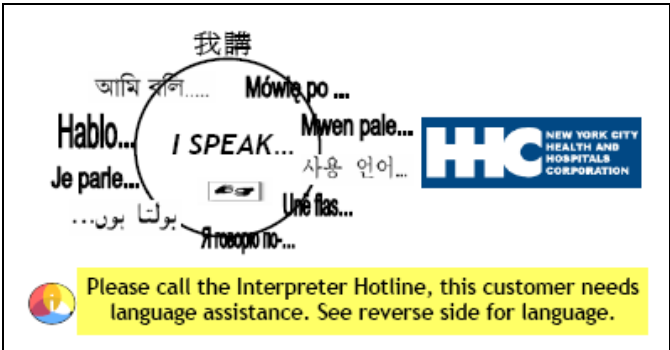 我講
আমি বলি.....
Mówię po ...
Hablo...
I SPEAK...
Mwen pale...
Je parle...
사용 언어...
بولتا ہوں...
Unë flas...
Я говорю по-...
HHC
NEW YORK CITY
HEALTH AND
HOSPITALS
CORPORATION
Please call the Interpreter Hotline, this customer needs
language assistance. See reverse side for language.